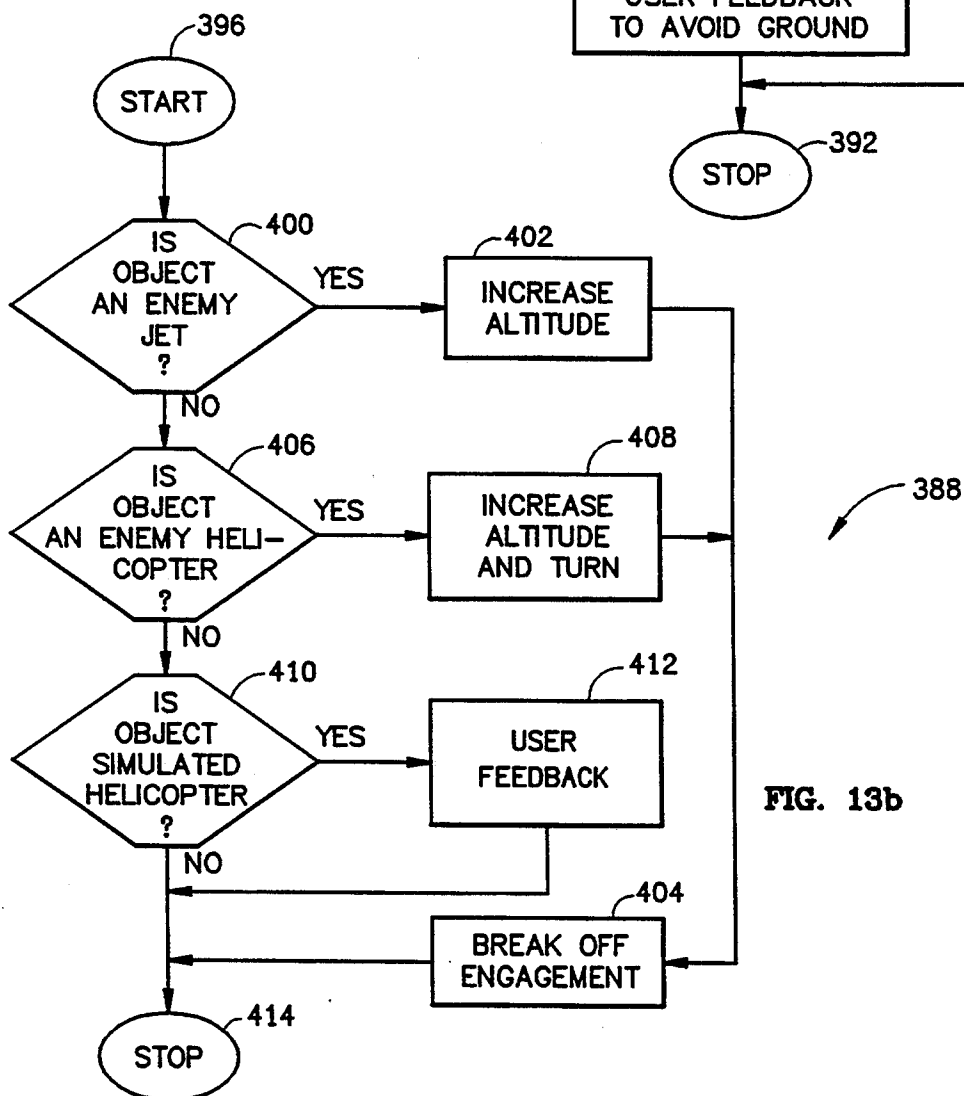 USER FEEDBACK
TO AVOID GROUND
392
STOP
396
START
400
IS
OBJECT
AN ENEMY
JET
?
YES
NO
402
INCREASE
ALTITUDE
406
IS
OBJECT
AN ENEMY HELI-
COPTER
?
YES
NO
408
INCREASE
ALTITUDE
AND TURN
388
410
IS
OBJECT
SIMULATED
HELICOPTER
?
YES
NO
412
USER
FEEDBACK
FIG. 13b
404
BREAK OFF
ENGAGEMENT
414
STOP